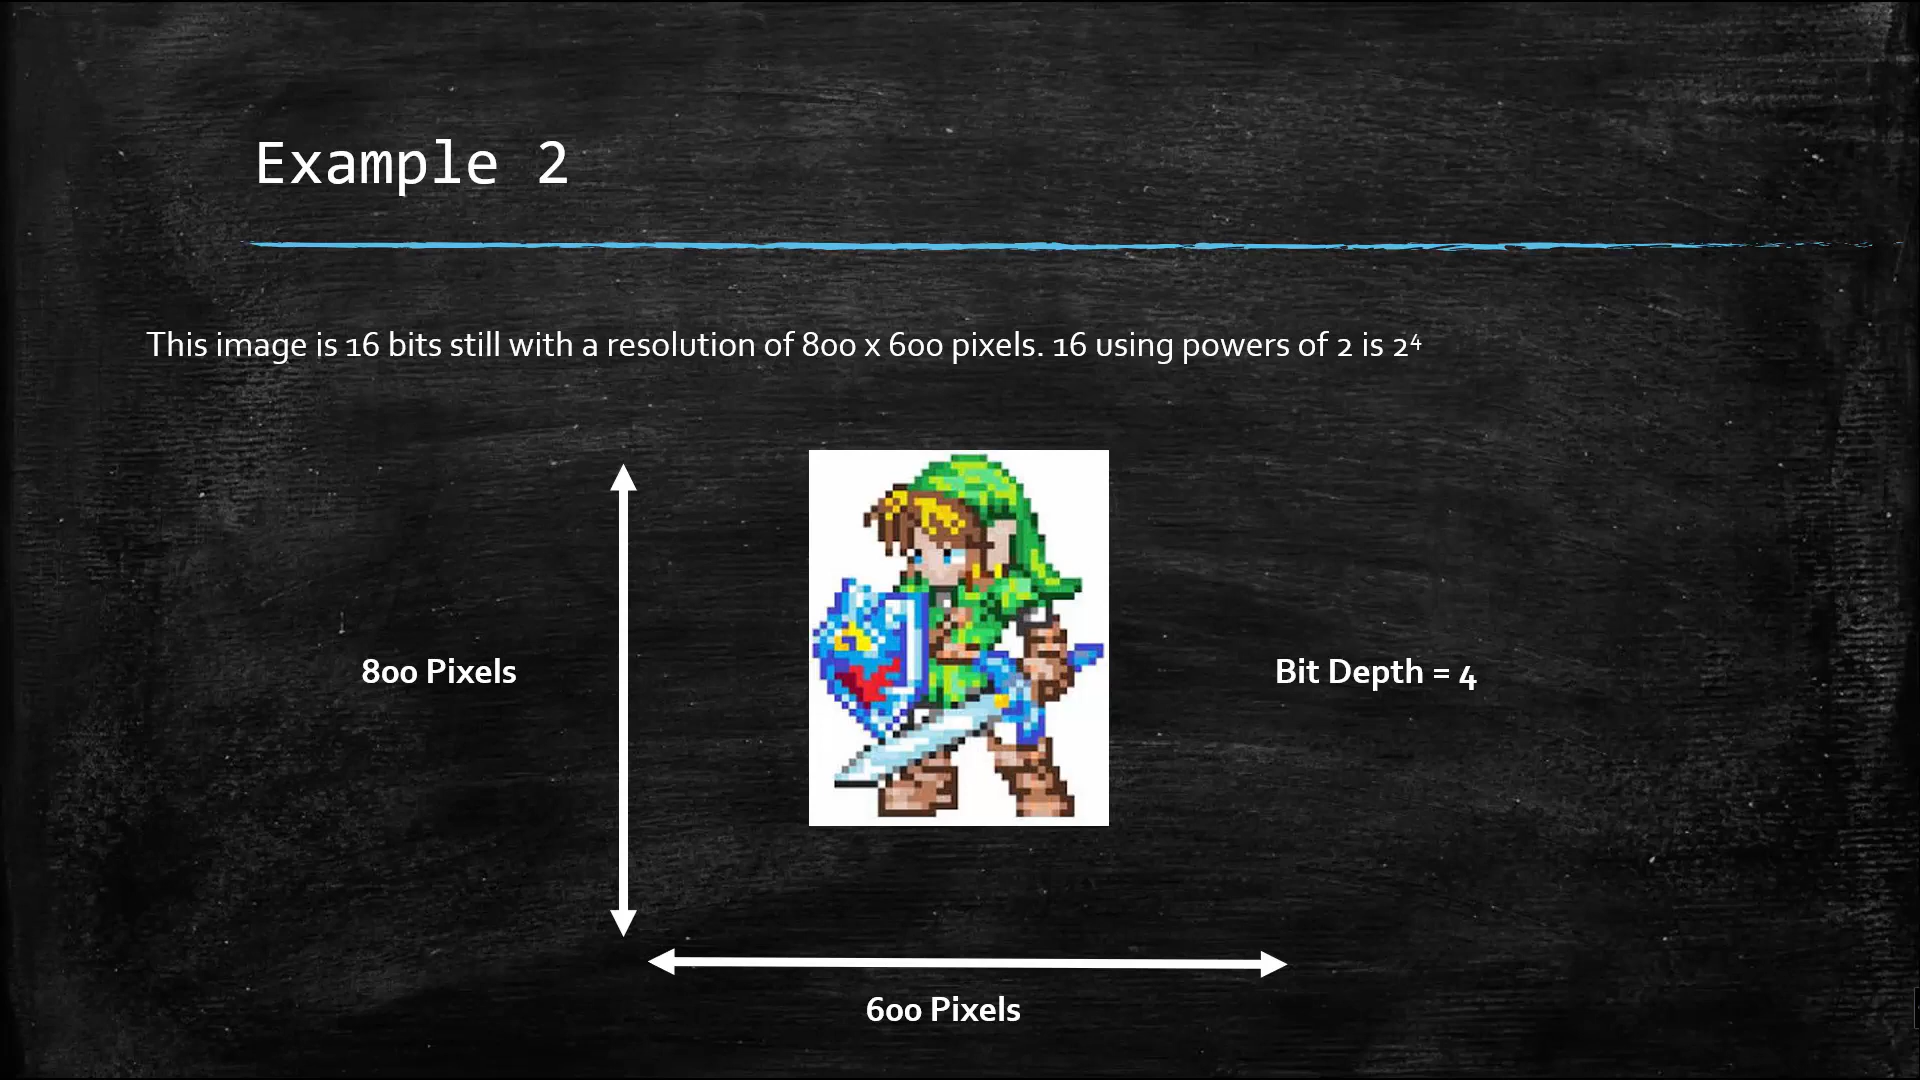 Example 2
This image is 16 bits still with a resolution of 800 x 600 pixels. 16 using powers of 2 is 2⁴
800 Pixels
Bit Depth = 4
600 Pixels